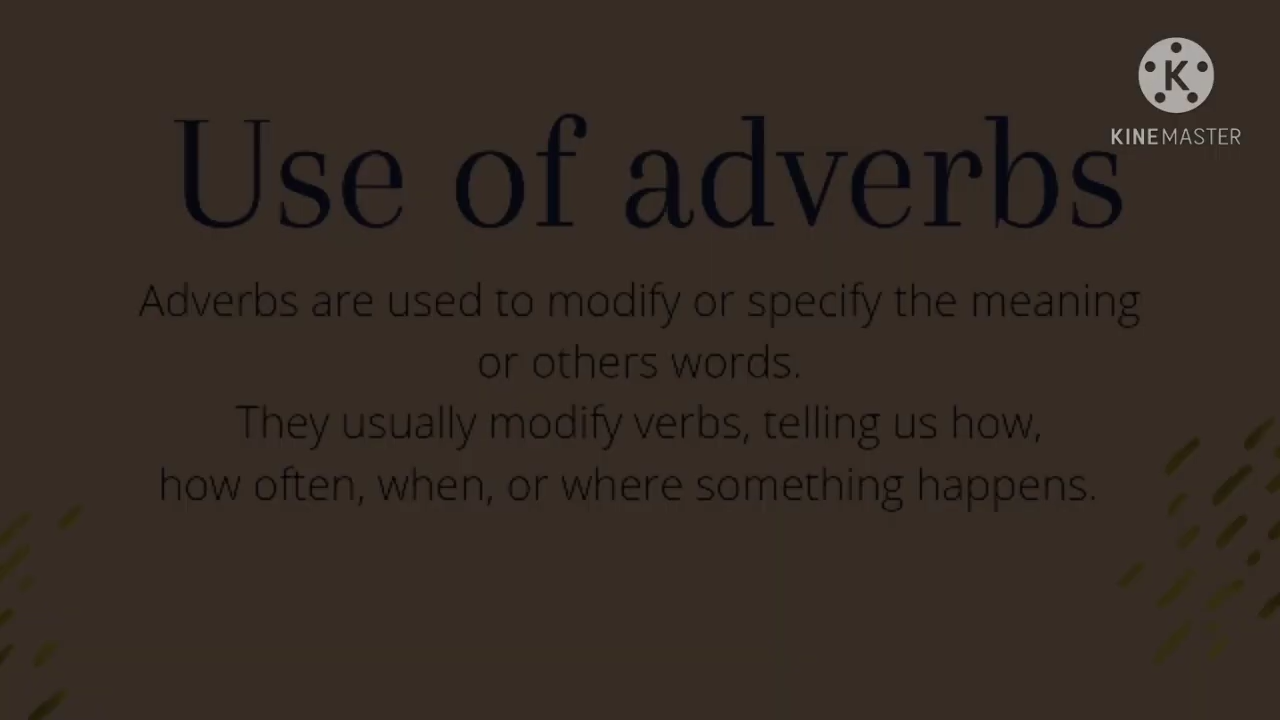 K
KINEMASTER
Use of adverbs
Adverbs are used to modify or specify the meaning
or others words.
They usually modify verbs, telling us how,
how often, when, or where something happens.